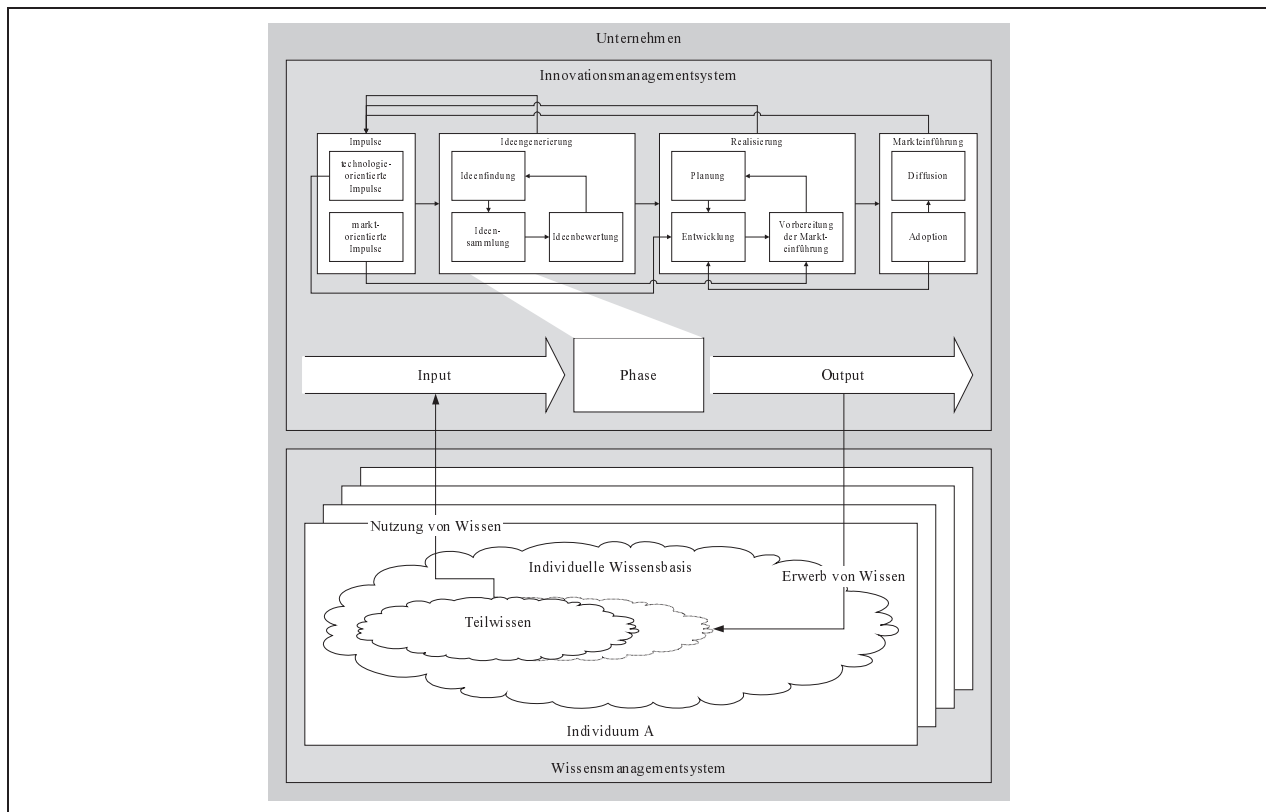 Unternehmen
Innovationsmanagementsystem
Impulse
technologie-
orientierte
Impulse
markt-
orientierte
Impulse
Ideengenerierung
Ideenfindung
Ideen-
sammlung
Ideenbewertung
Realisierung
Planung
Entwicklung
Vorbereitung
der Markt-
einführung
Markteinführung
Diffusion
Adoption
Input
Phase
Output
Nutzung von Wissen
Individuelle Wissensbasis
Erwerb von Wissen
Teilwissen
Individuum A
Wissensmanagementsystem